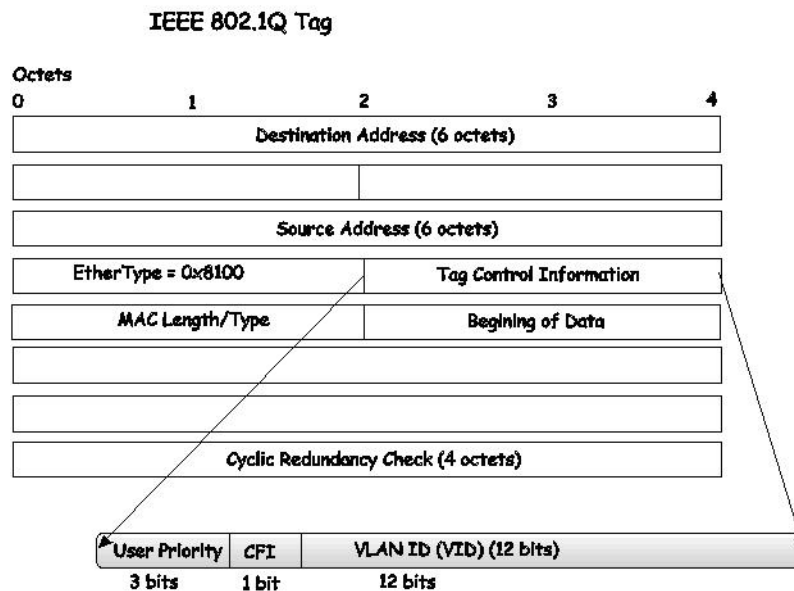 IEEE 802.1Q Tag
Octets
0 1 2 3 4
Destination Address (6 octets)
Source Address (6 octets)
EtherType = 0x8100 Tag Control Information
MAC Length/Type Begining of Data
Cyclic Redundancy Check (4 octets)
User Priority CFI VLAN ID (VID) (12 bits)
3 bits 1 bit 12 bits